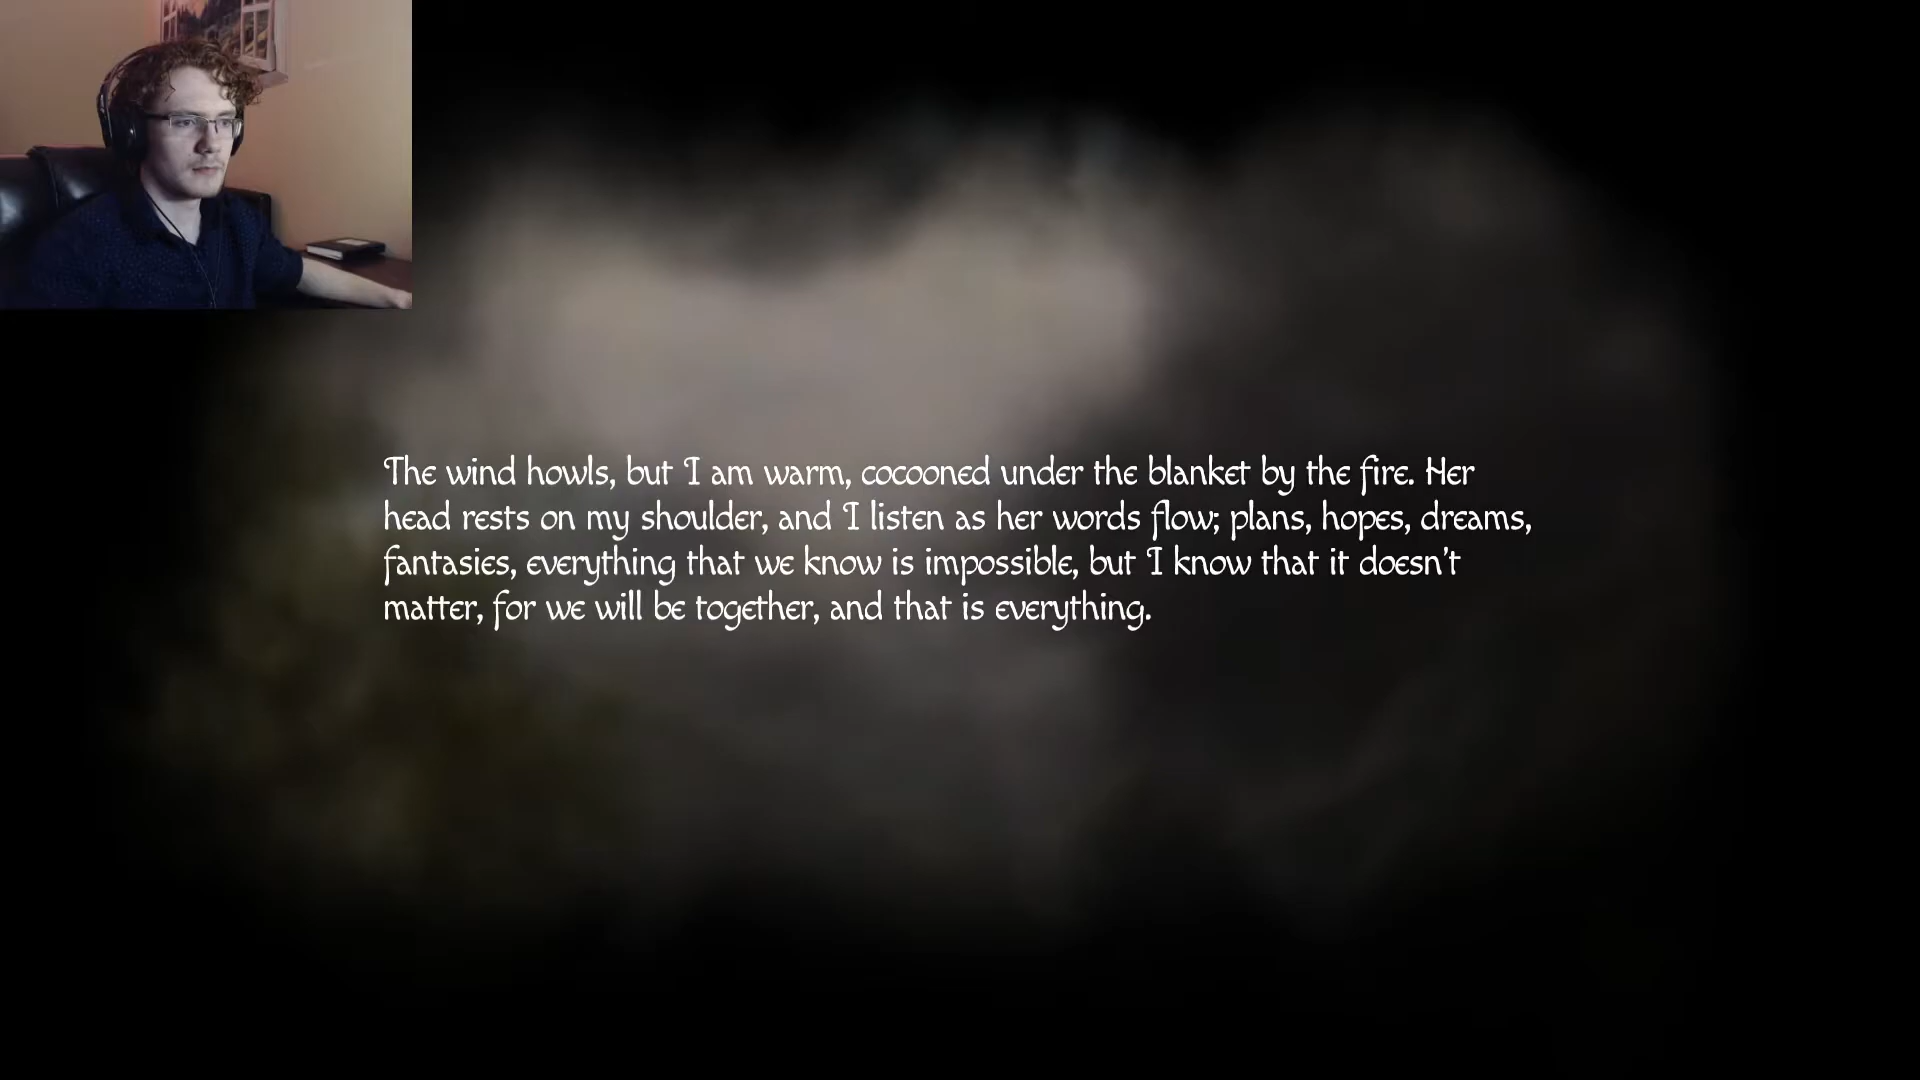 The wind howls, but I am warm, cocooned under the blanket by the fire. Her
head rests on my shoulder, and I listen as her words flow; plans, hopes, dreams,
fantasies, everything that we know is impossible, but I know that it doesn't
matter, for we will be together, and that is everything.